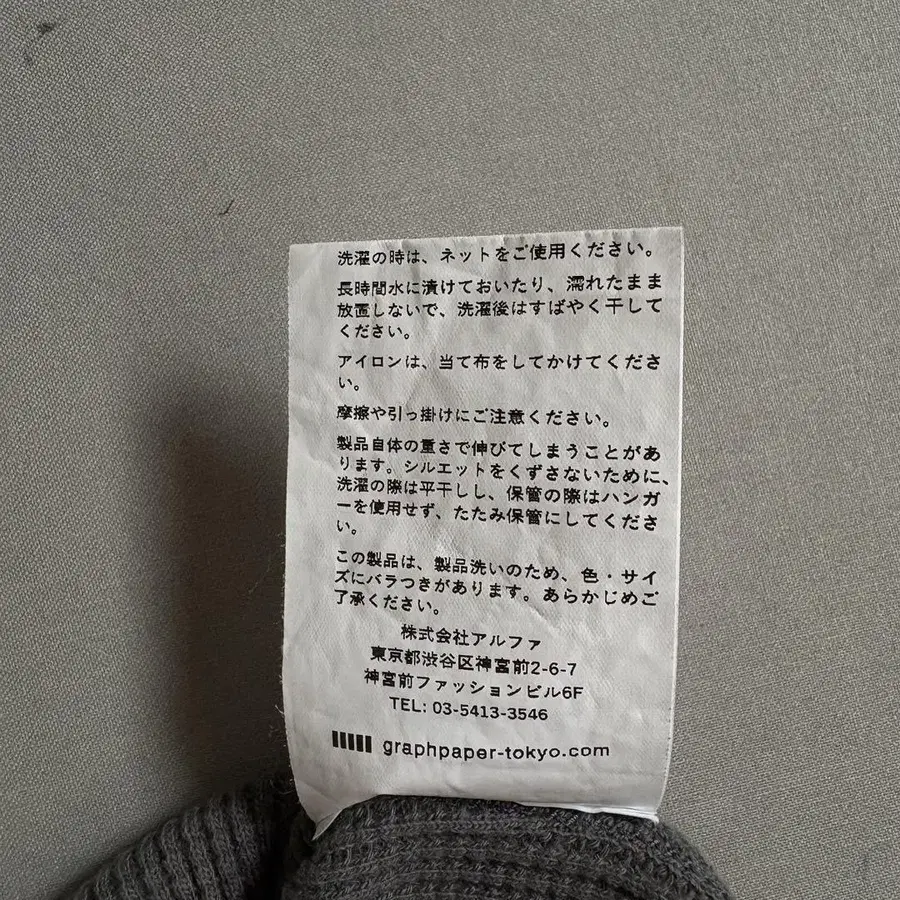 洗濯の時は、ネットをご使用ください。
長時間水に漬けておいたり、濡れたまま
放置しないで、洗濯後はすばやく干して
ください。
アイロンは、当て布をしてかけてくださ
い。
摩擦や引っ掛けにご注意ください。
製品自体の重さで伸びてしまうことがあ
ります。シルエットをくずさないために、
洗濯の際は平干しし、保管の際はハンガ
ーを使用せず、たたみ保管にしてくださ
い。
この製品は、製品洗いのため、色・サイ
ズにバラつきがあります。あらかじめご
了承ください。
株式会社アルファ
東京都渋谷区神宮前2-6-7
神宮前ファッションビル6F
TEL: 03-5413-3546
graphpaper-tokyo.com